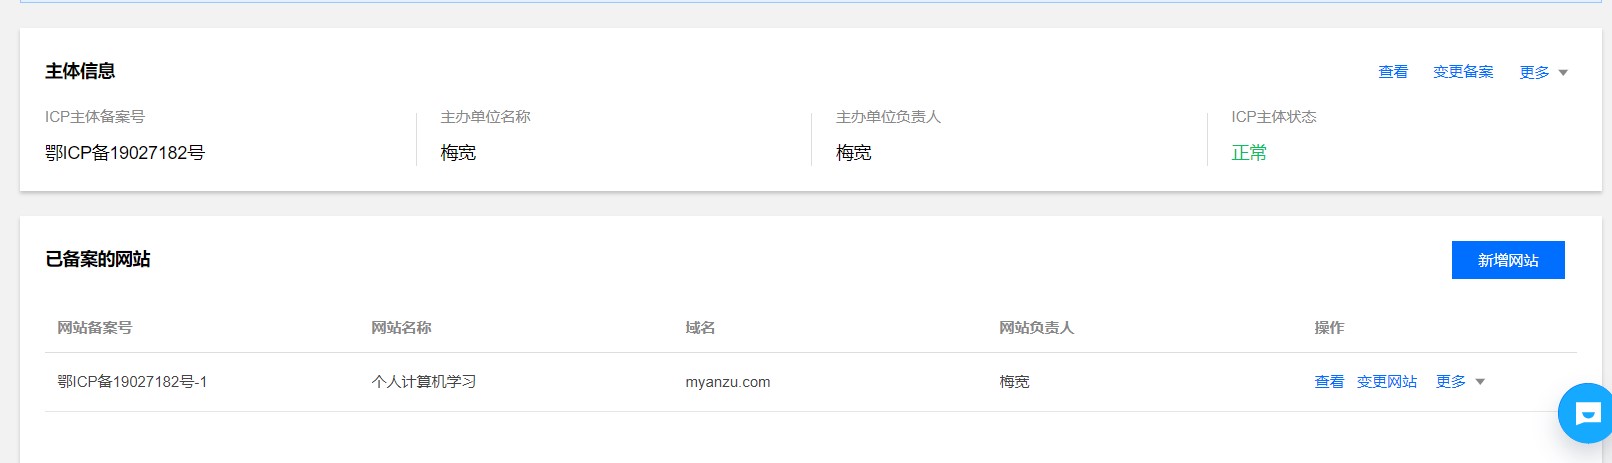 主体信息
查看 变更备案 更多
ICP主体备案号 主办单位名称 主办单位负责人 ICP主体状态
鄂ICP备19027182号 梅宽 梅宽 正常
已备案的网站
新增网站
网站备案号 网站名称 域名 网站负责人 操作
鄂ICP备19027182号-1 个人计算机学习 myanzu.com 梅宽 查看 变更网站 更多